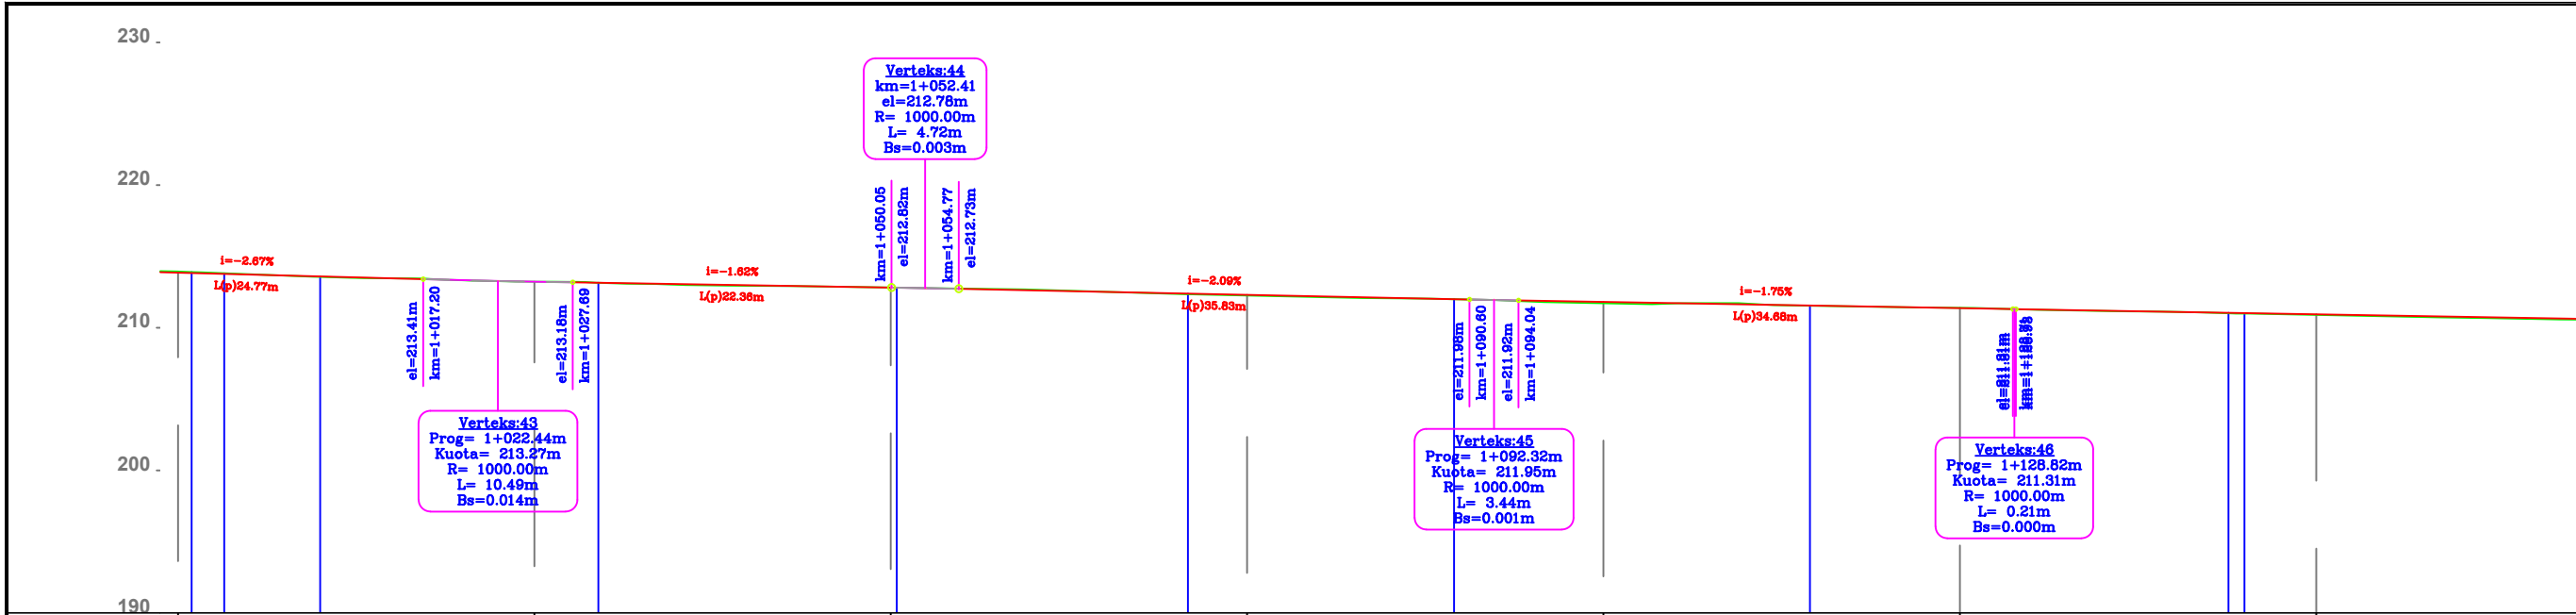 230
220
210
200
190
Verteks:44
km=1+052.41
el=212.78m
R= 1000.00m
L= 4.72m
Bs=0.003m
km=1+050.05
el=212.82m
km=1+054.77
el=212.73m
i=-2.67%
L(p)24.77m
i=-1.62%
L(p)22.36m
i=-2.09%
L(p)35.83m
i=-1.75%
L(p)34.68m
el=213.41m
km=1+017.20
el=213.18m
km=1+027.69
el=211.98m
km=1+090.60
el=211.92m
km=1+094.04
Verteks:43
Prog= 1+022.44m
Kuota= 213.27m
R= 1000.00m
L= 10.49m
Bs=0.014m
Verteks:45
Prog= 1+092.32m
Kuota= 211.95m
R= 1000.00m
L= 3.44m
Bs=0.001m
Verteks:46
Prog= 1+128.82m
Kuota= 211.31m
R= 1000.00m
L= 0.21m
Bs=0.000m